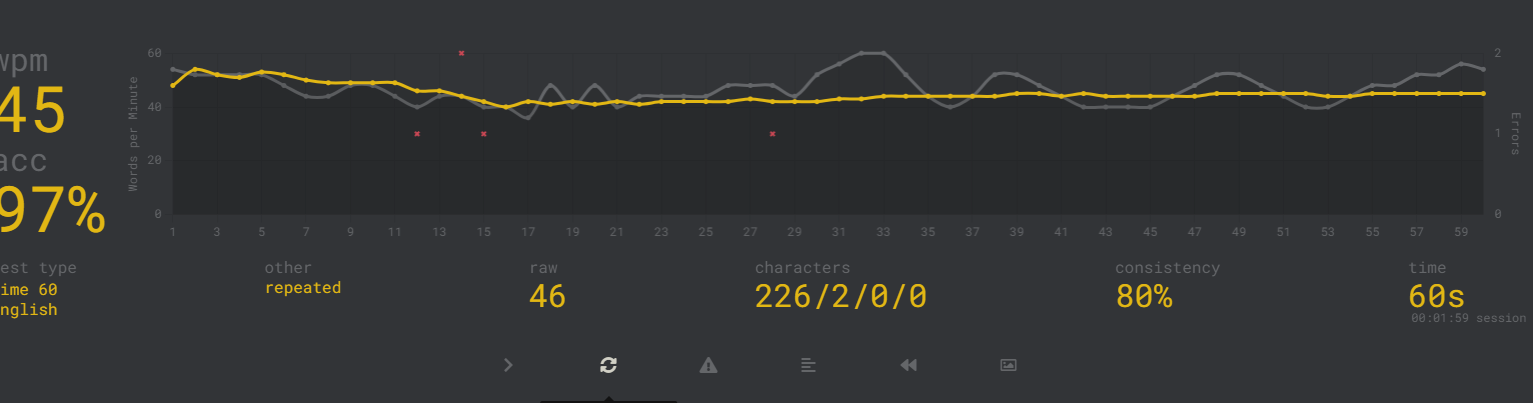 wpm
45
acc
97%
Words per Minute
60
40
20
0
2
1
0
Errors
1 3 5 7 9 11 13 15 17 19 21 23 25 27 29 31 33 35 37 39 41 43 45 47 49 51 53 55 57 59
est type
ime 60
nglish
other
repeated
raw
46
characters
226/2/0/0
consistency
80%
time
60s
00:01:59 session